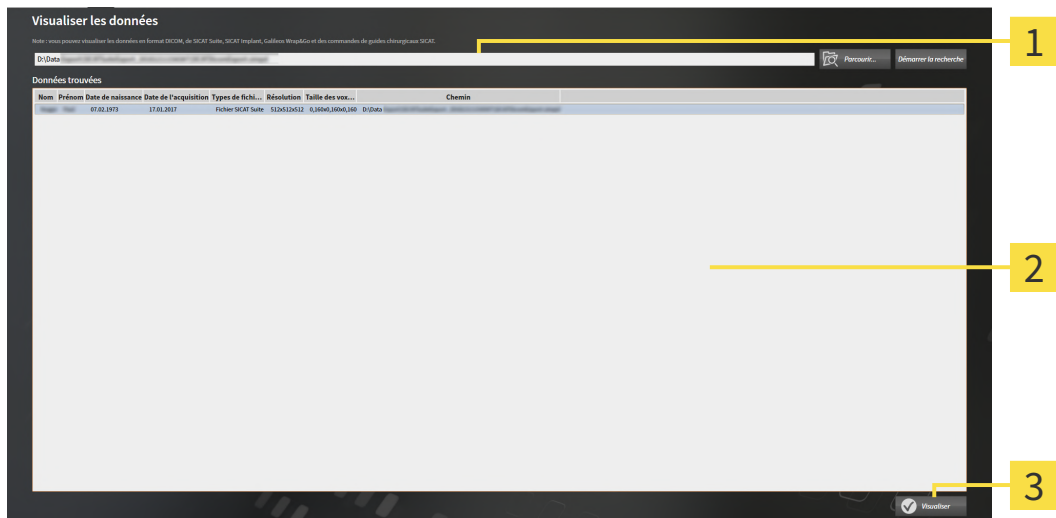 Visualiser les données
Note : vous pouvez visualiser les données en format DICOM, de SICAT Suite, SICAT Implant, Galileos Wrap&Go et des commandes de guides chirurgicaux SICAT.
1
D:\Data
Parcourir...
Démarrer la recherche
Données trouvées
Nom Prénom Date de naissance Date de l'acquisition Types de fichi... Résolution Taille des vox... Chemin
07.02.1973 17.01.2017 Fichier SICAT Suite 512x512x512 0,160x0,160x0,160 D:\Data
2
3
Visualiser